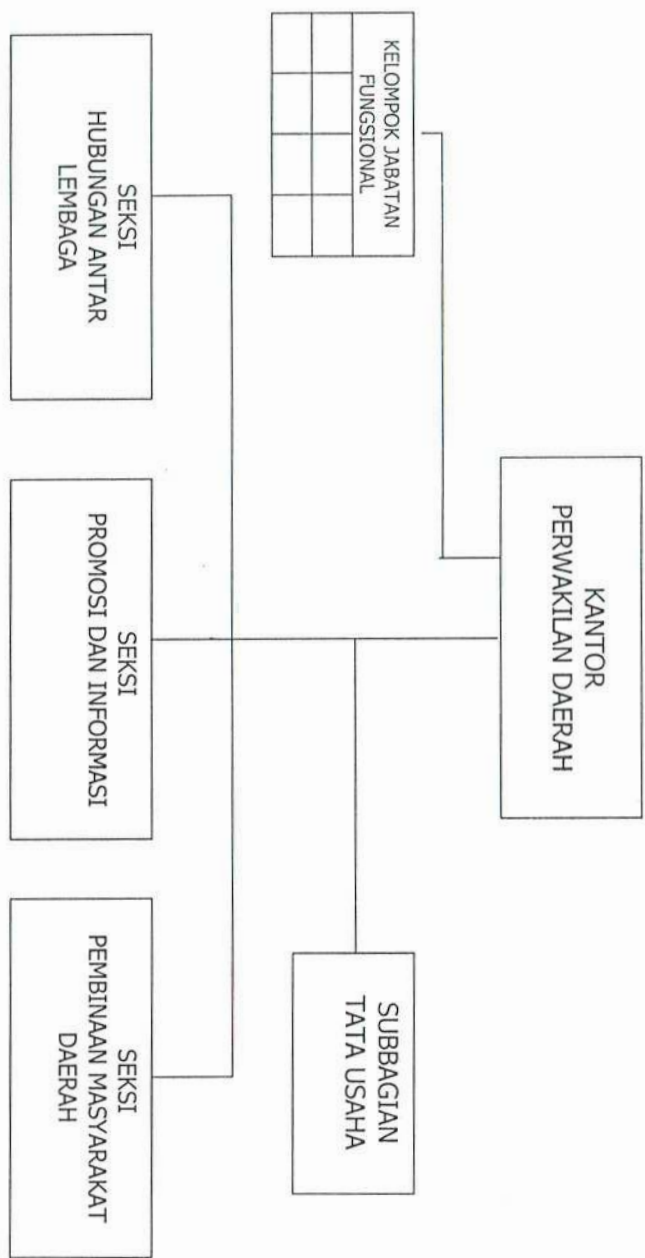 KANTOR
PERWAKILAN DAERAH
KELOMPOK JABATAN
FUNGSIONAL
SUBBAGIAN
TATA USAHA
SEKSI
HUBUNGAN ANTAR
LEMBAGA
SEKSI
PROMOSI DAN INFORMASI
SEKSI
PEMBINAAN MASYARAKAT
DAERAH